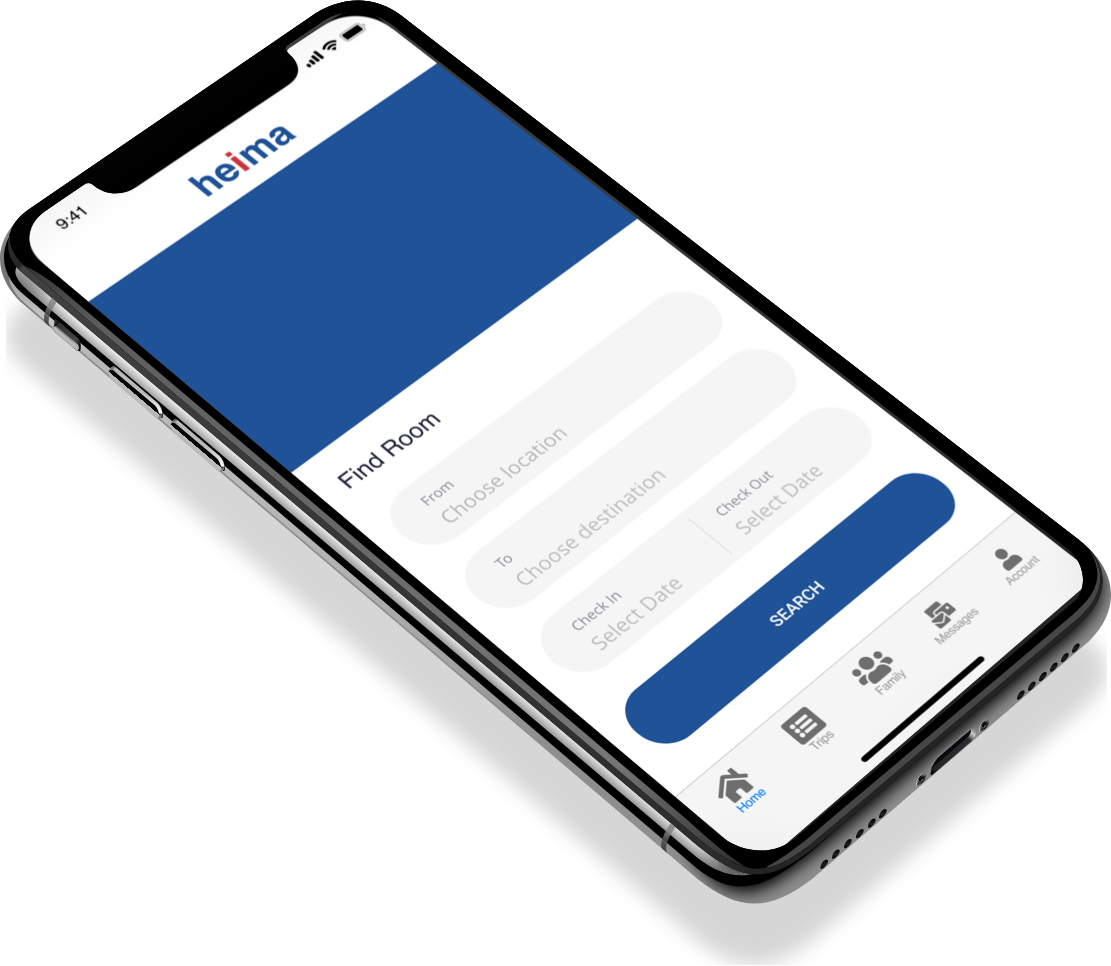 9:41
heima
Find Room
From
Choose location
To
Choose destination
Check In
Select Date
Check Out
Select Date
SEARCH
Home
Trips
Family
Messages
Account